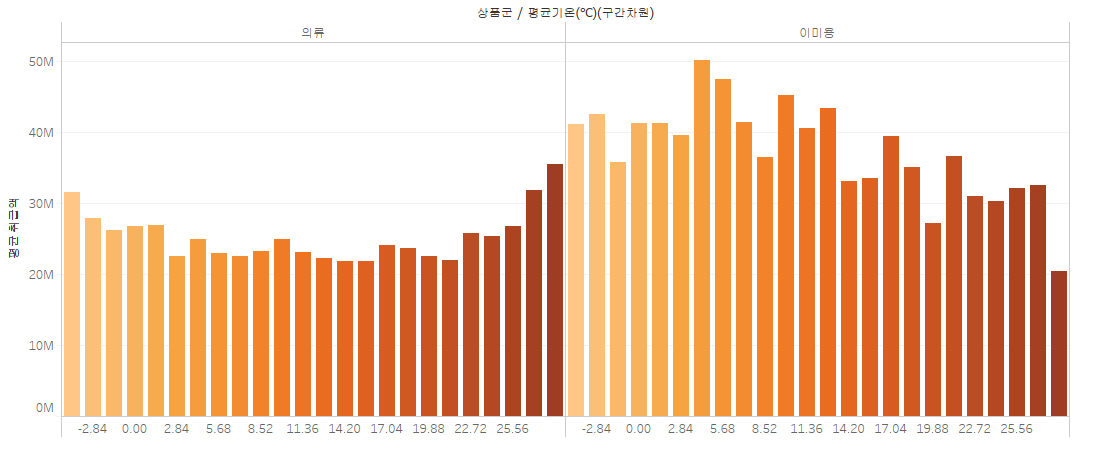 상품군 / 평균기온(℃)(구간차원)
의류 이미용
50M
40M
30M
20M
10M
0M
평균 취급액
-2.84 0.00 2.84 5.68 8.52 11.36 14.20 17.04 19.88 22.72 25.56 -2.84 0.00 2.84 5.68 8.52 11.36 14.20 17.04 19.88 22.72 25.56